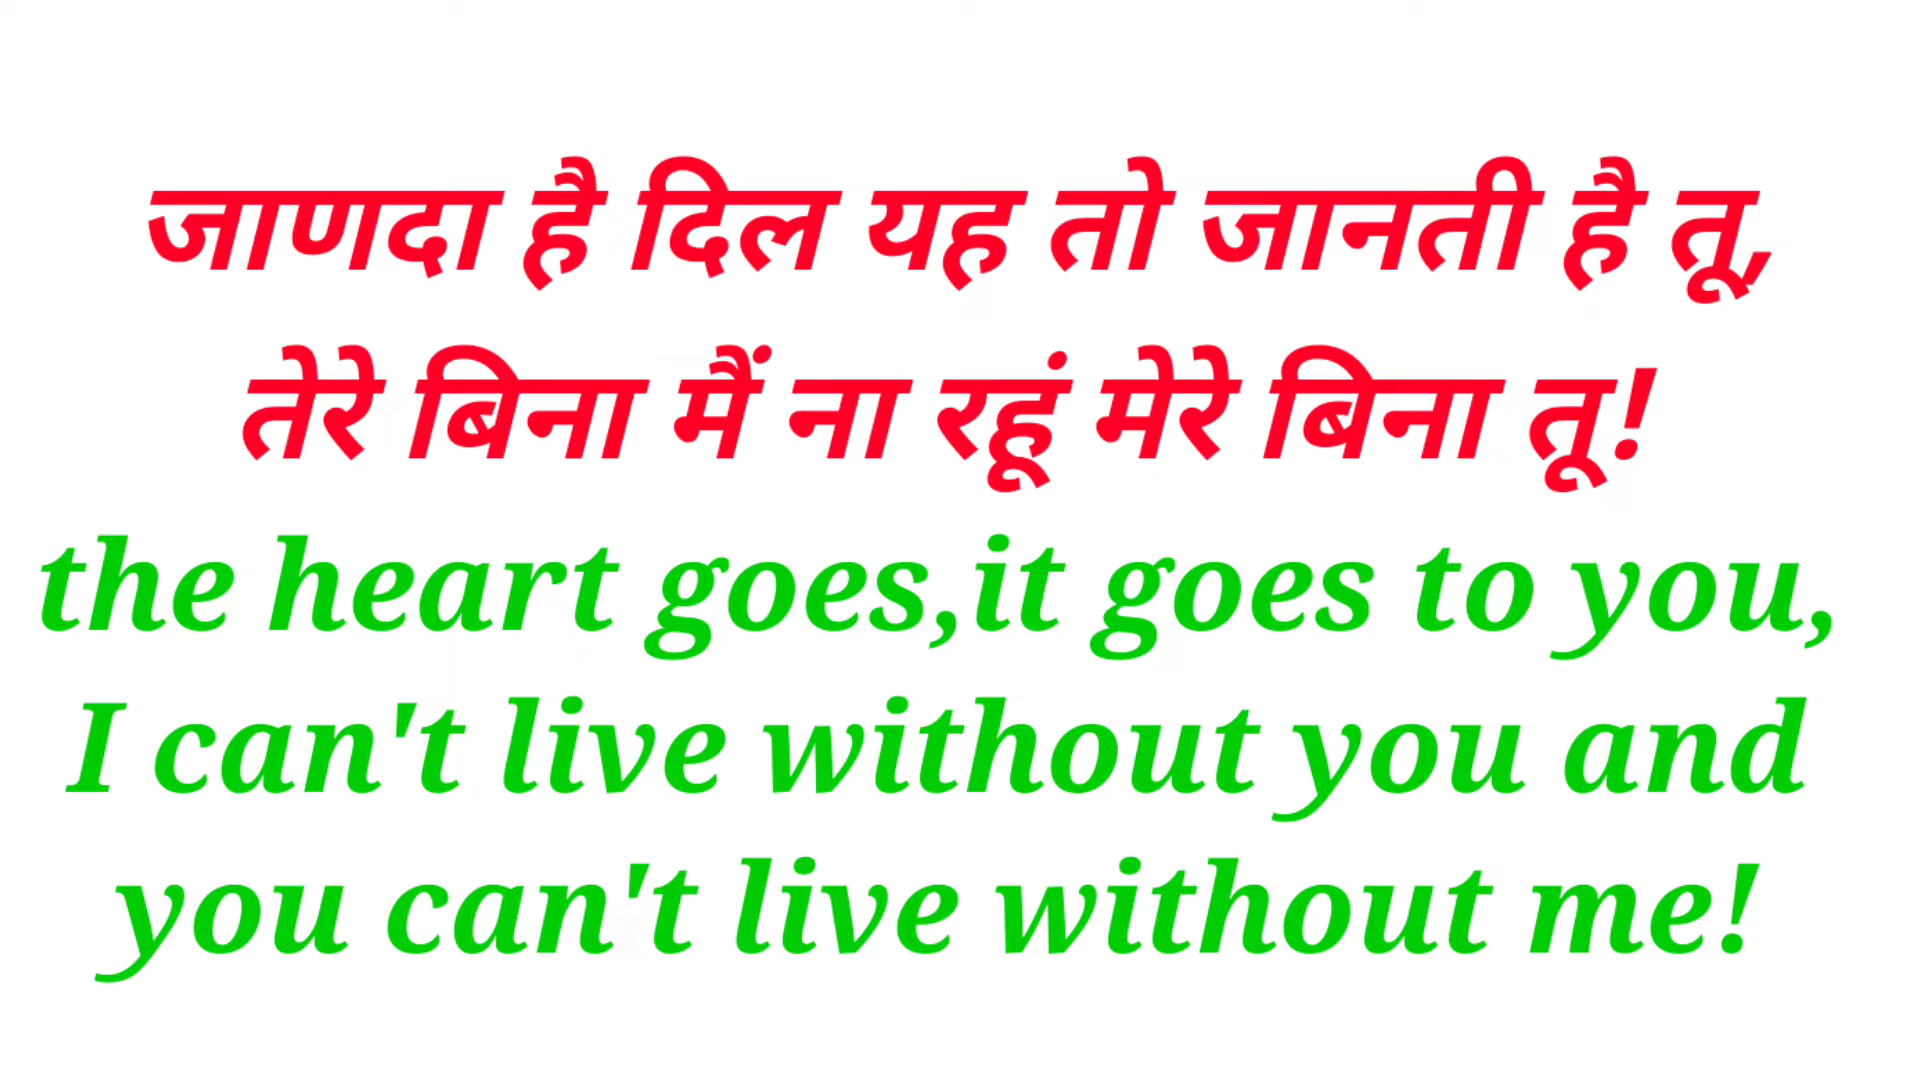 जाणदा है दिल यह तो जानती है तू,
तेरे बिना मैं ना रहूं मेरे बिना तू!
the heart goes,it goes to you,
I can't live without you and
you can't live without me!